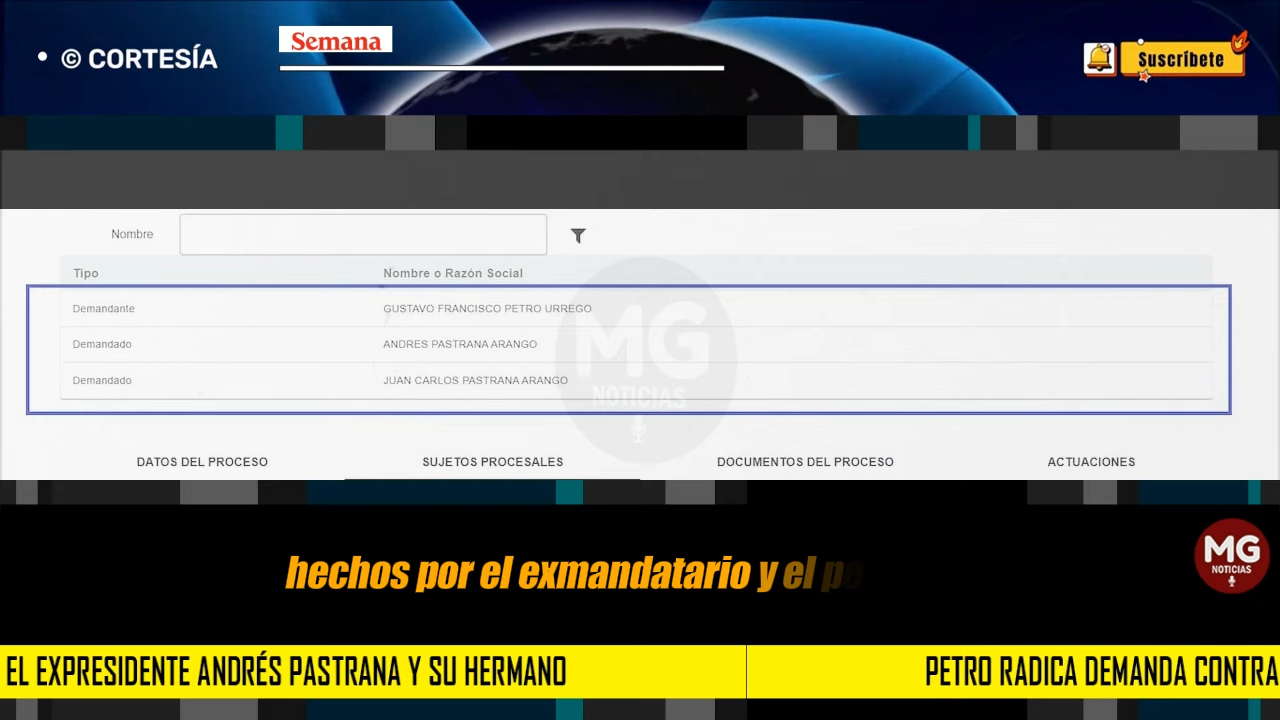 • © CORTESÍA
Semana
Suscríbete
Nombre
Tipo Nombre o Razón Social
Demandante GUSTAVO FRANCISCO PETRO URREGO
Demandado ANDRES PASTRANA ARANGO
Demandado JUAN CARLOS PASTRANA ARANGO
MG
NOTICIAS
DATOS DEL PROCESO SUJETOS PROCESALES DOCUMENTOS DEL PROCESO ACTUACIONES
hechos por el exmandatario y el
MG
NOTICIAS
EL EXPRESIDENTE ANDRÉS PASTRANA Y SU HERMANO PETRO RADICA DEMANDA CONTRA